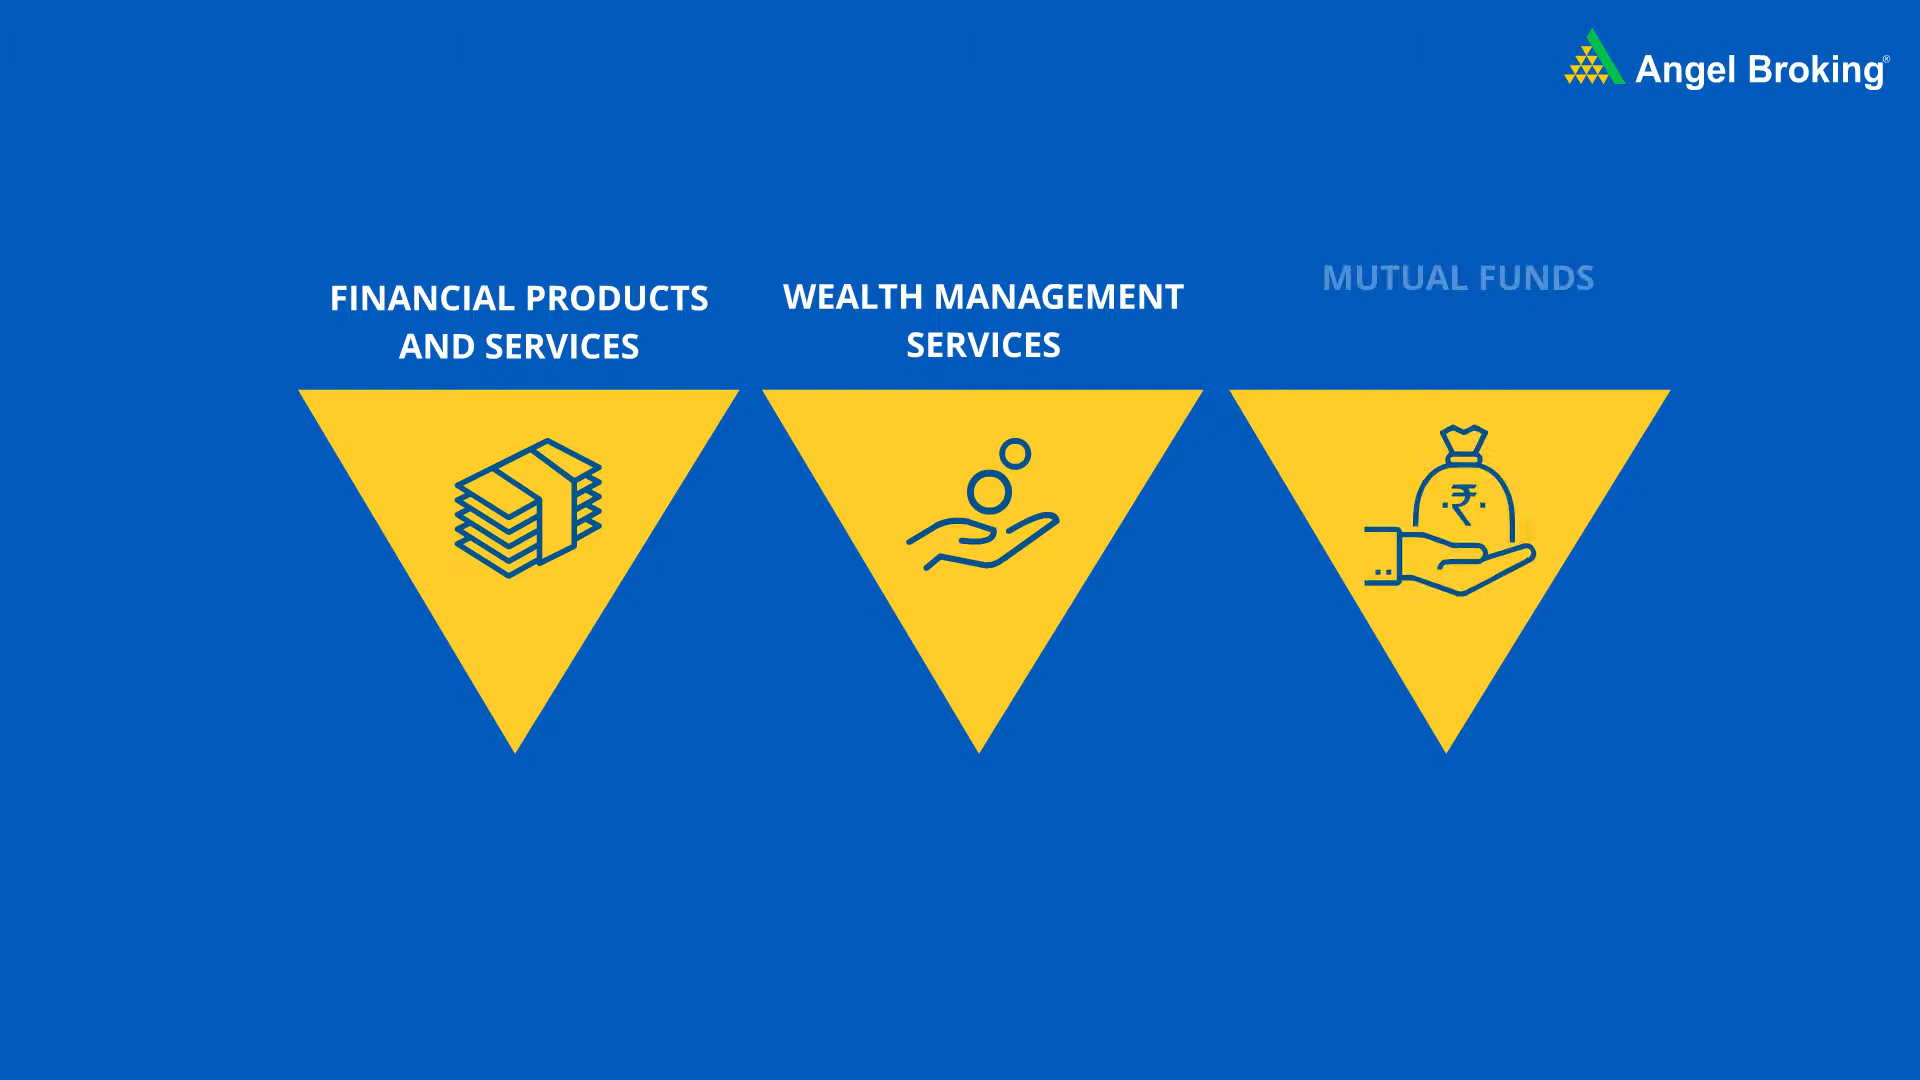 Angel Broking®
FINANCIAL PRODUCTS
AND SERVICES
WEALTH MANAGEMENT
SERVICES
MUTUAL FUNDS
₹